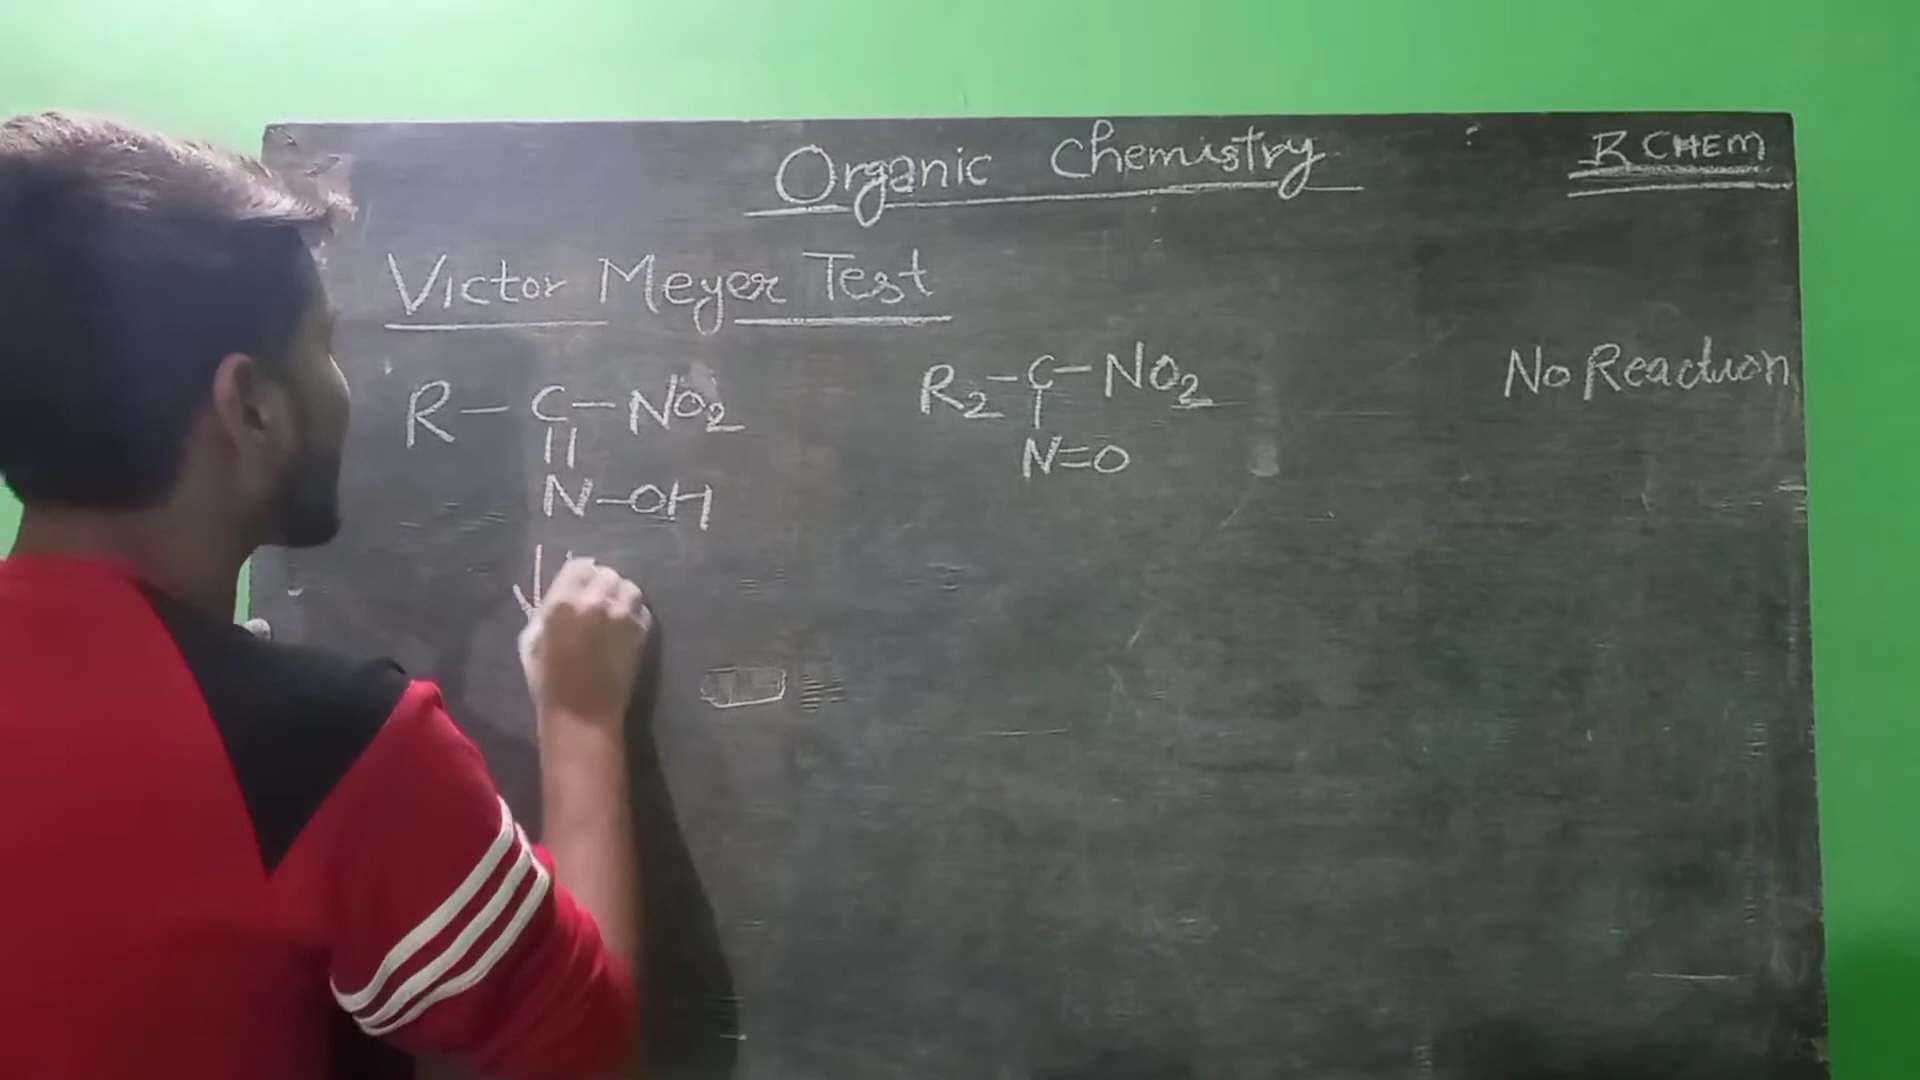 Organic Chemistry
R CHEM
Victor Meyer Test
R-C-NO2
||
N-OH
R2-C-NO2
|
N=O
No Reaction